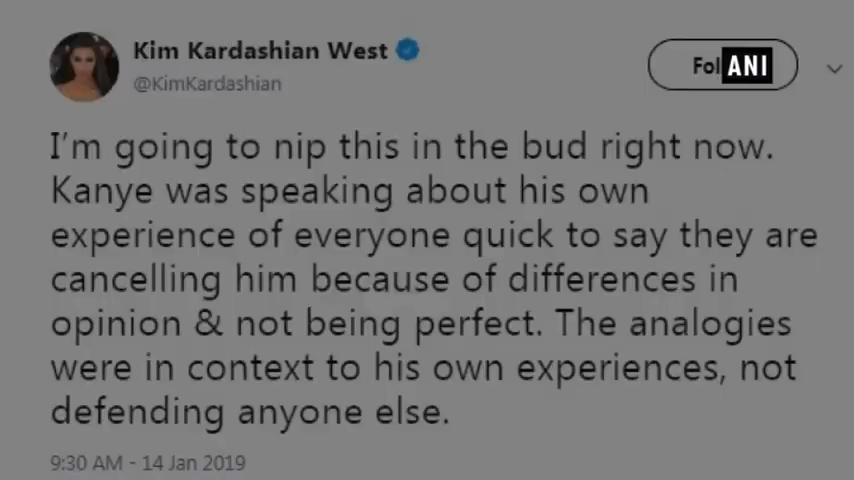 Kim Kardashian West
@KimKardashian
Fol
ANI
I'm going to nip this in the bud right now.
Kanye was speaking about his own
experience of everyone quick to say they are
cancelling him because of differences in
opinion & not being perfect. The analogies
were in context to his own experiences, not
defending anyone else.
9:30 AM - 14 Jan 2019